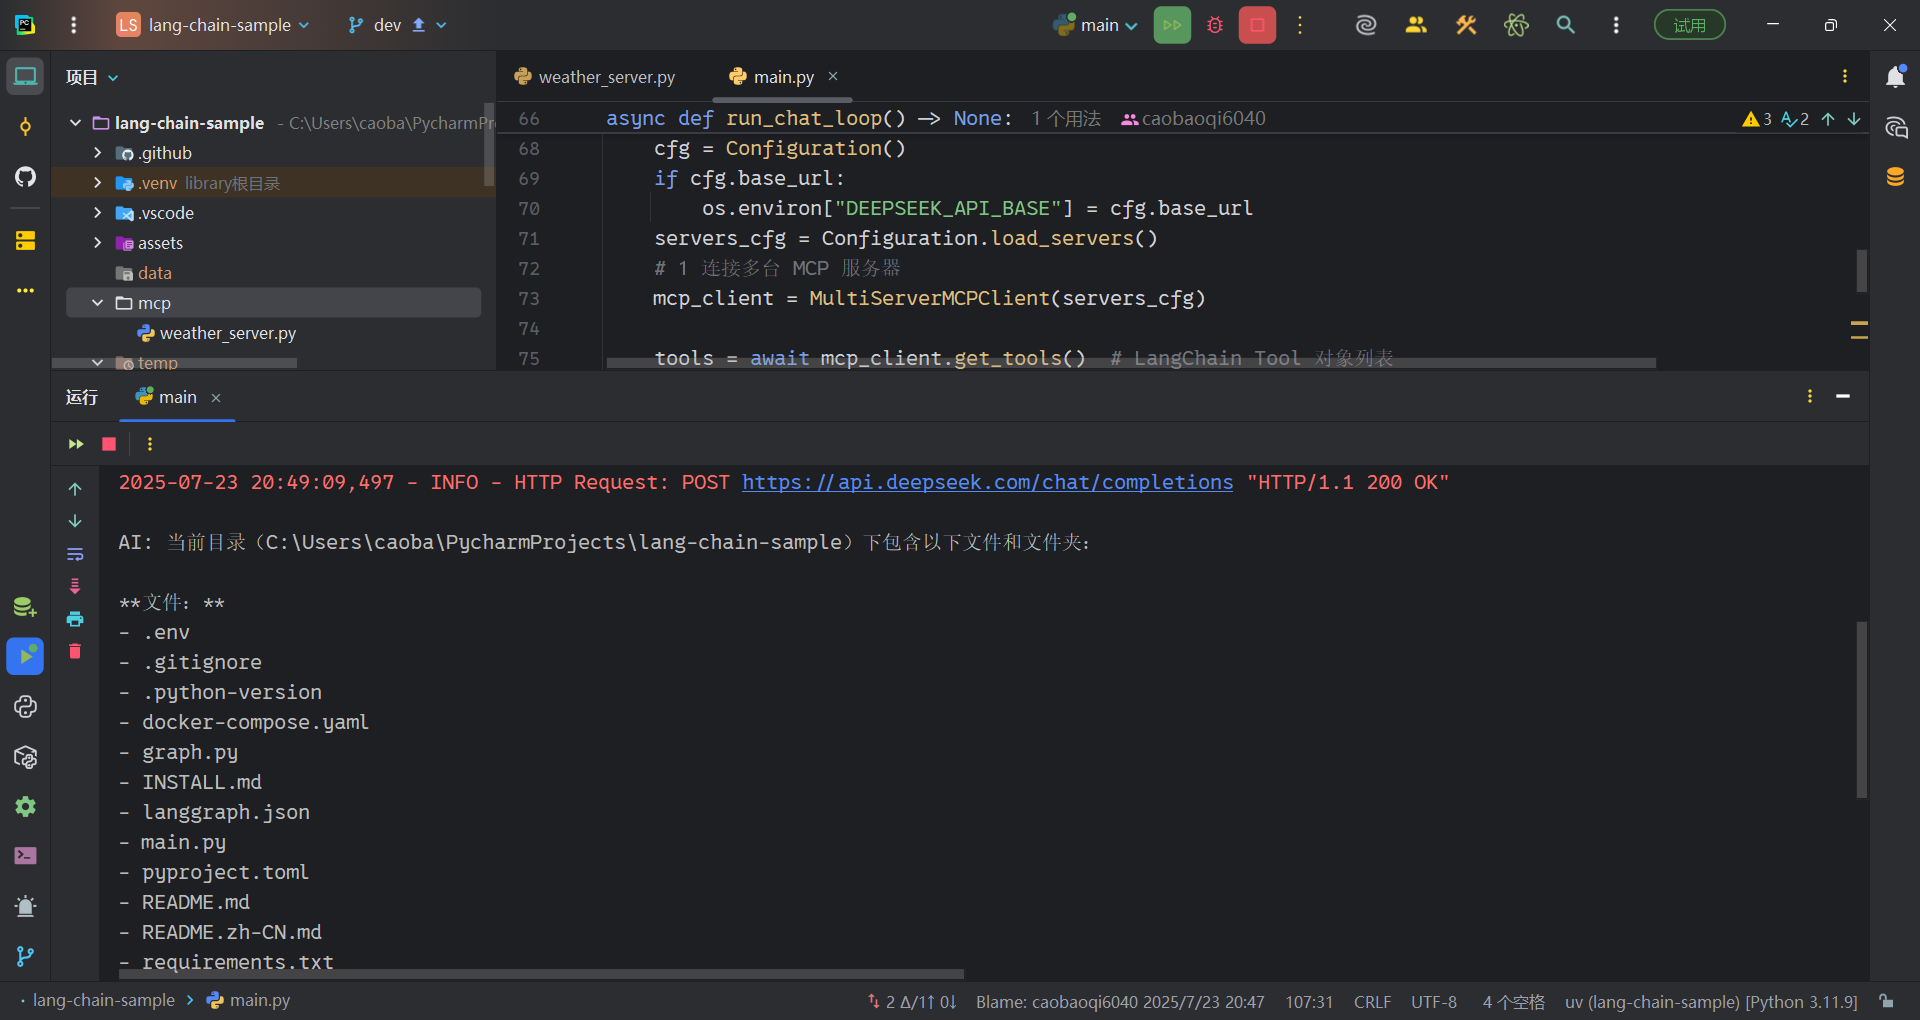 LS lang-chain-sample dev main 试用
项目
lang-chain-sample - C:\Users\caoba\PycharmPr
.github
.venv library根目录
.vscode
assets
data
mcp
weather_server.py
temp
weather_server.py main.py
66 async def run_chat_loop() -> None: 1 个用法 caobaoqi6040 3 2
68 cfg = Configuration()
69 if cfg.base_url:
70 os.environ["DEEPSEEK_API_BASE"] = cfg.base_url
71 servers_cfg = Configuration.load_servers()
72 # 1 连接多台 MCP 服务器
73 mcp_client = MultiServerMCPClient(servers_cfg)
74
75 tools = await mcp_client.get_tools() # LangChain Tool 对象列表
运行 main
2025-07-23 20:49:09,497 - INFO - HTTP Request: POST https://api.deepseek.com/chat/completions "HTTP/1.1 200 OK"
AI: 当前目录（C:\Users\caoba\PycharmProjects\lang-chain-sample）下包含以下文件和文件夹：
**文件：**
- .env
- .gitignore
- .python-version
- docker-compose.yaml
- graph.py
- INSTALL.md
- langgraph.json
- main.py
- pyproject.toml
- README.md
- README.zh-CN.md
- requirements.txt
lang-chain-sample > main.py 2 Δ/1↑ 0↓ Blame: caobaoqi6040 2025/7/23 20:47 107:31 CRLF UTF-8 4 个空格 uv (lang-chain-sample) [Python 3.11.9]